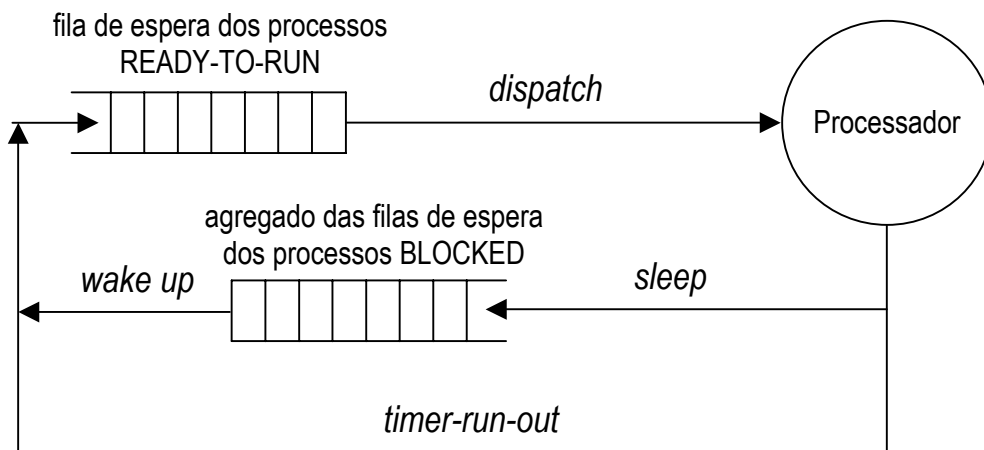 fila de espera dos processos
READY-TO-RUN
dispatch
Processador
agregado das filas de espera
dos processos BLOCKED
wake up
sleep
timer-run-out